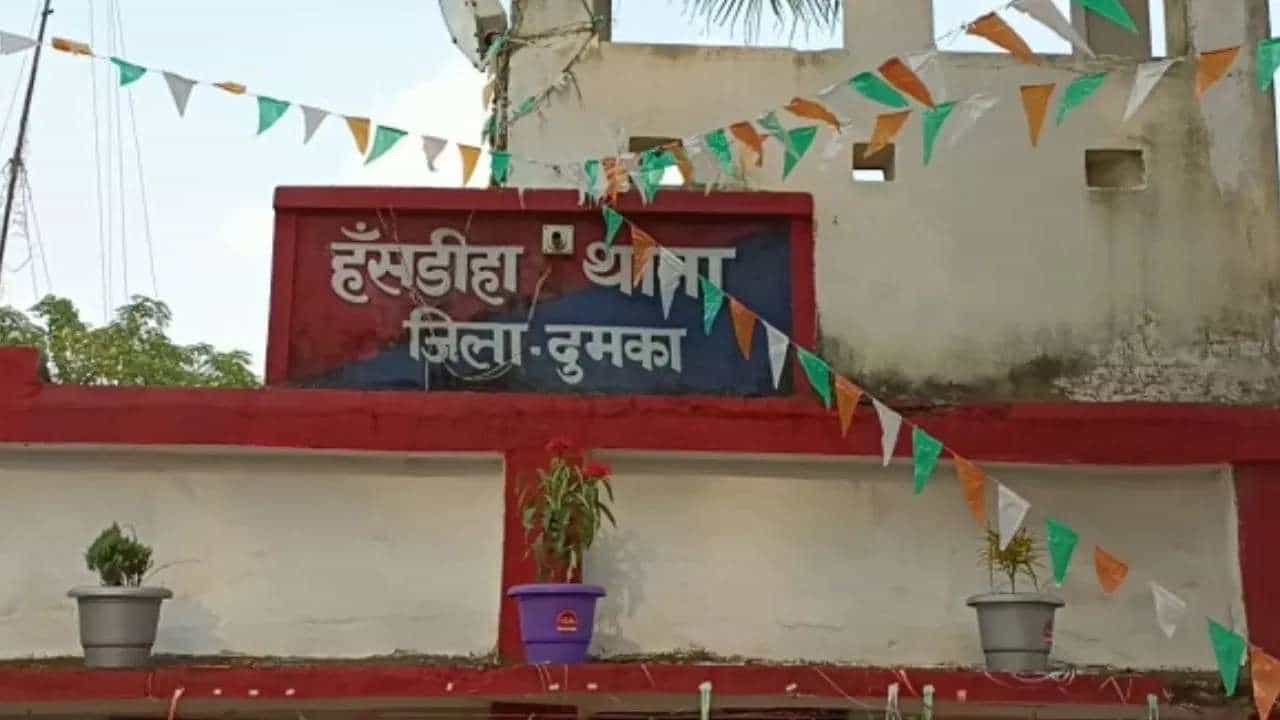 हँसडीहा थाना
जिला - दुमका